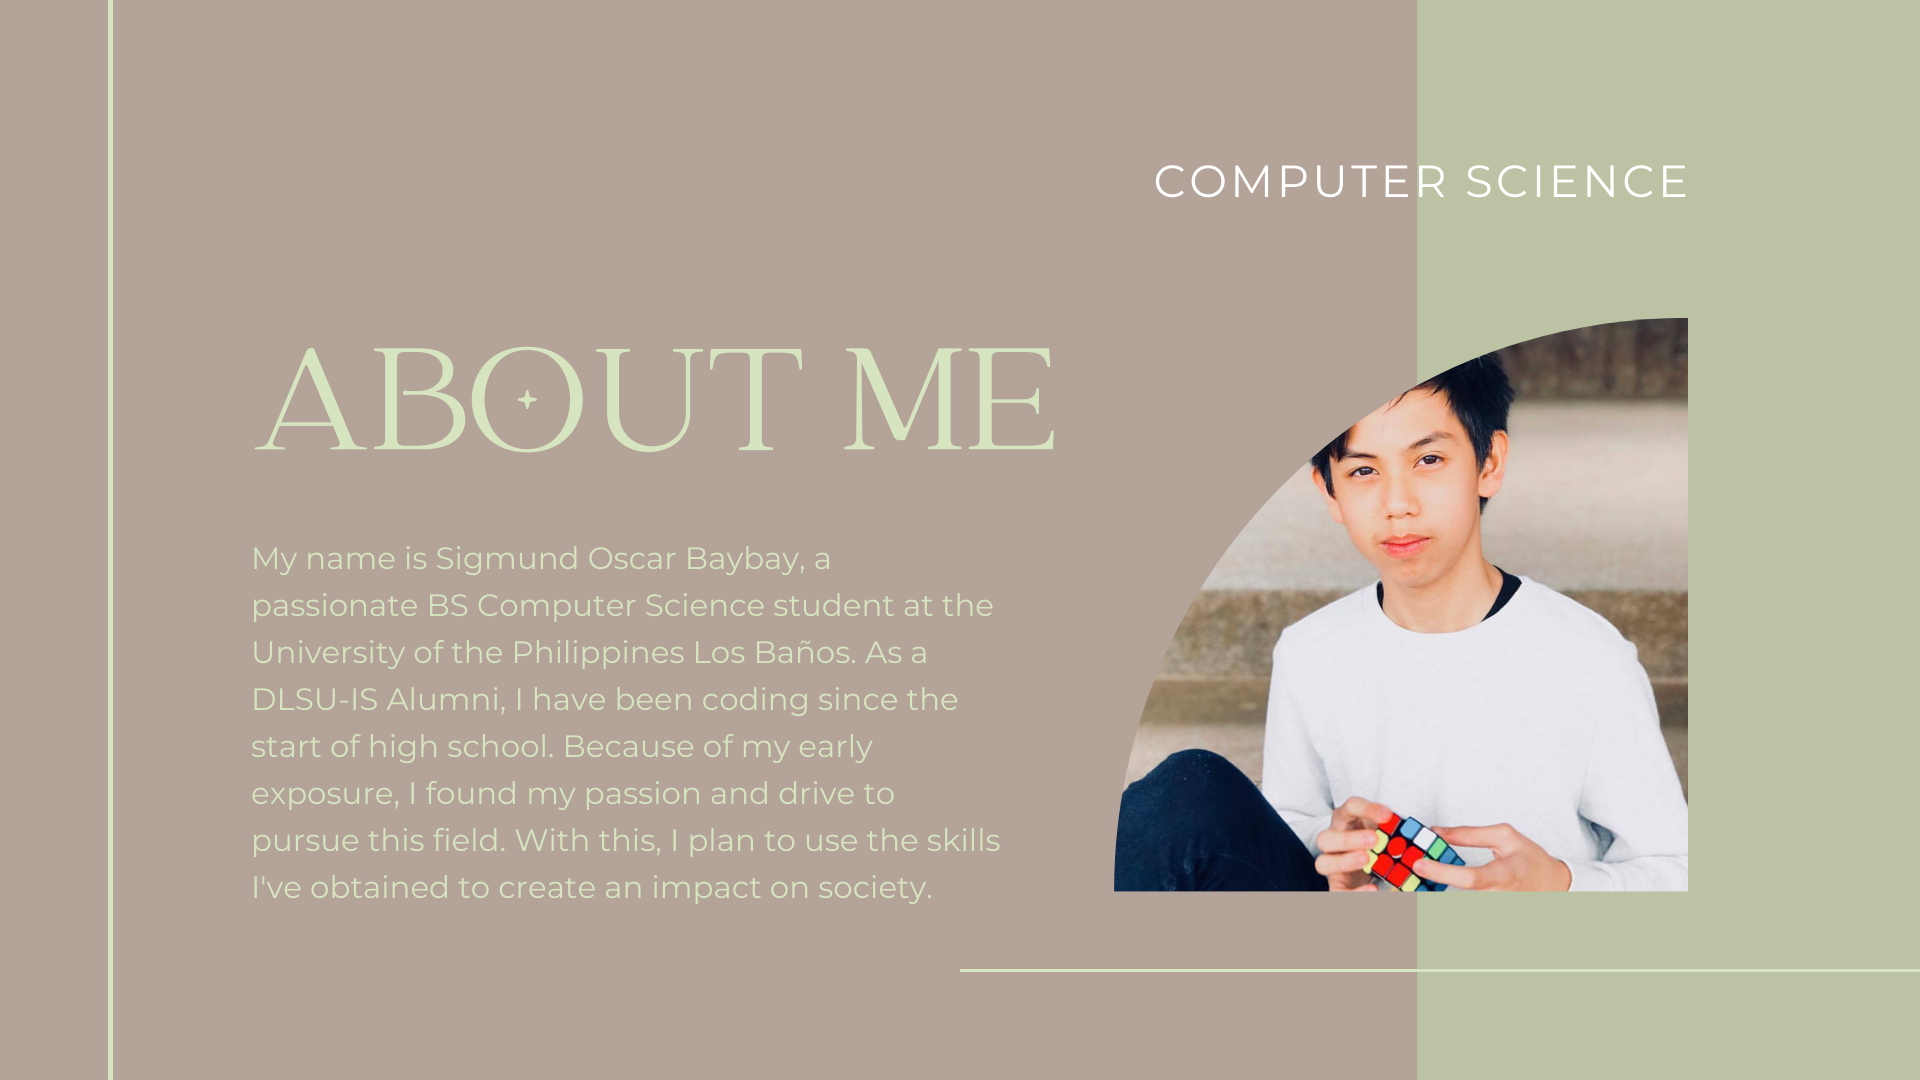 COMPUTER SCIENCE
ABOUT ME
My name is Sigmund Oscar Baybay, a
passionate BS Computer Science student at the
University of the Philippines Los Baños. As a
DLSU-IS Alumni, I have been coding since the
start of high school. Because of my early
exposure, I found my passion and drive to
pursue this field. With this, I plan to use the skills
I've obtained to create an impact on society.